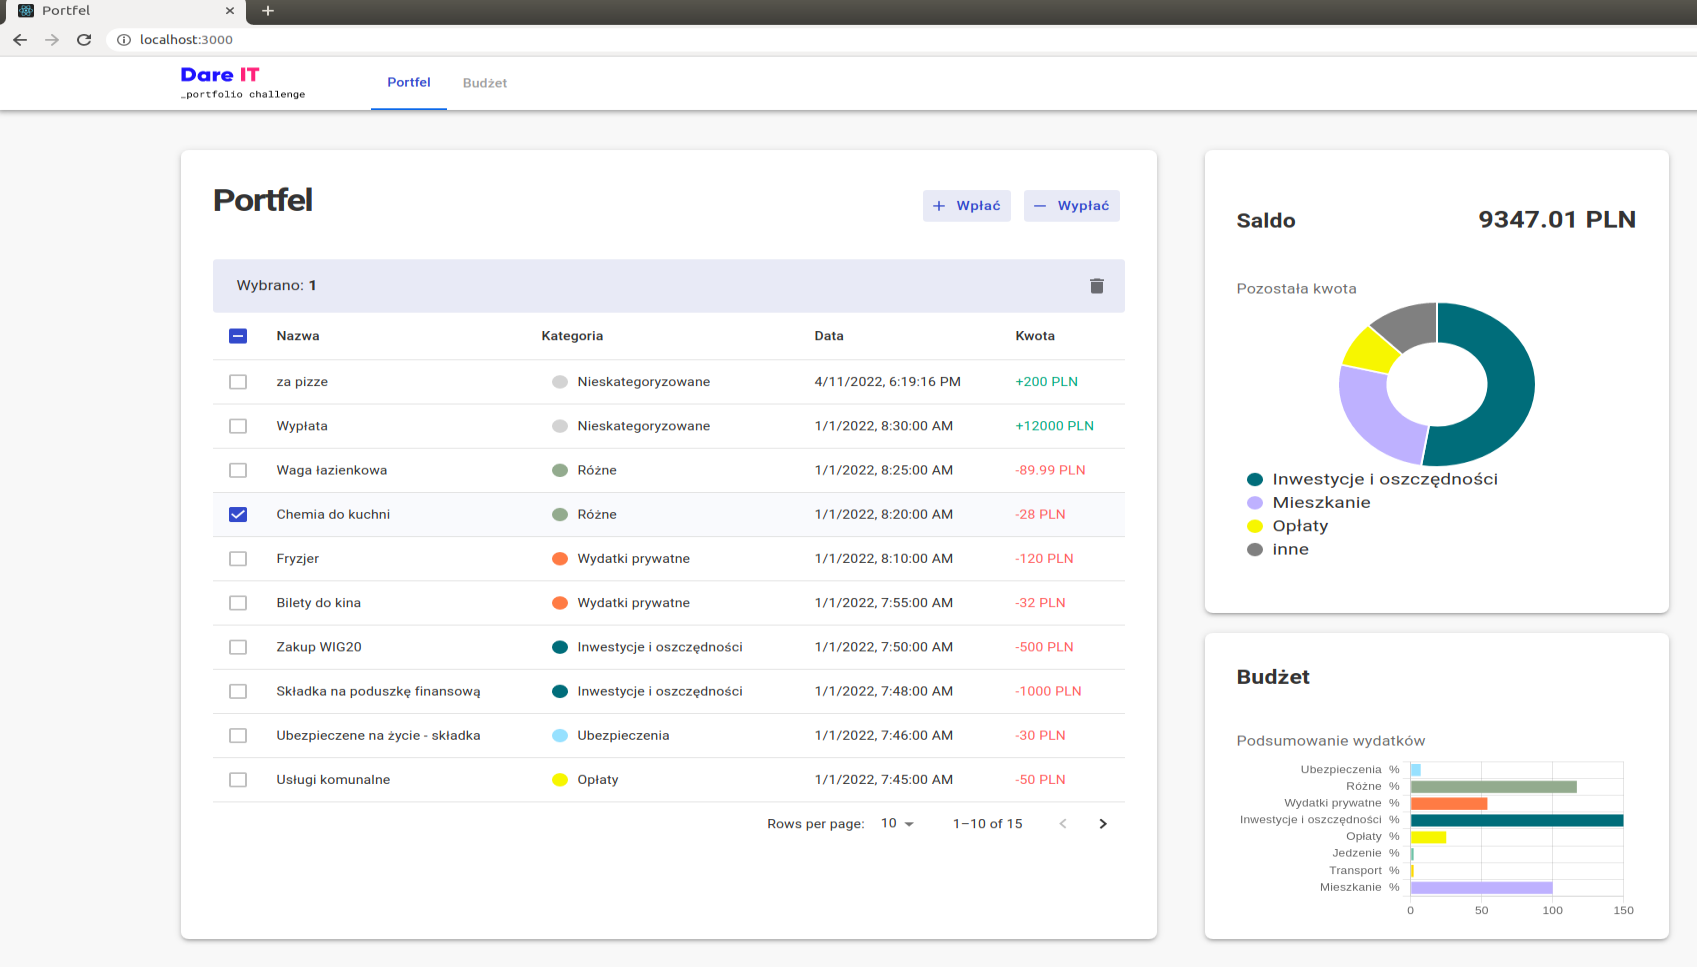 Portfel
localhost:3000
Dare IT
_portfolio challenge
Portfel
Budżet
Portfel
+ Wpłać
— Wypłać
Wybrano: 1
Nazwa Kategoria Data Kwota
za pizze Nieskategoryzowane 4/11/2022, 6:19:16 PM +200 PLN
Wypłata Nieskategoryzowane 1/1/2022, 8:30:00 AM +12000 PLN
Waga łazienkowa Różne 1/1/2022, 8:25:00 AM -89.99 PLN
Chemia do kuchni Różne 1/1/2022, 8:20:00 AM -28 PLN
Fryzjer Wydatki prywatne 1/1/2022, 8:10:00 AM -120 PLN
Bilety do kina Wydatki prywatne 1/1/2022, 7:55:00 AM -32 PLN
Zakup WIG20 Inwestycje i oszczędności 1/1/2022, 7:50:00 AM -500 PLN
Składka na poduszkę finansową Inwestycje i oszczędności 1/1/2022, 7:48:00 AM -1000 PLN
Ubezpieczene na życie - składka Ubezpieczenia 1/1/2022, 7:46:00 AM -30 PLN
Usługi komunalne Opłaty 1/1/2022, 7:45:00 AM -50 PLN
Rows per page: 10 1–10 of 15
Saldo 9347.01 PLN
Pozostała kwota
Inwestycje i oszczędności
Mieszkanie
Opłaty
inne
Budżet
Podsumowanie wydatków
Ubezpieczenia %
Różne %
Wydatki prywatne %
Inwestycje i oszczędności %
Opłaty %
Jedzenie %
Transport %
Mieszkanie %
0 50 100 150